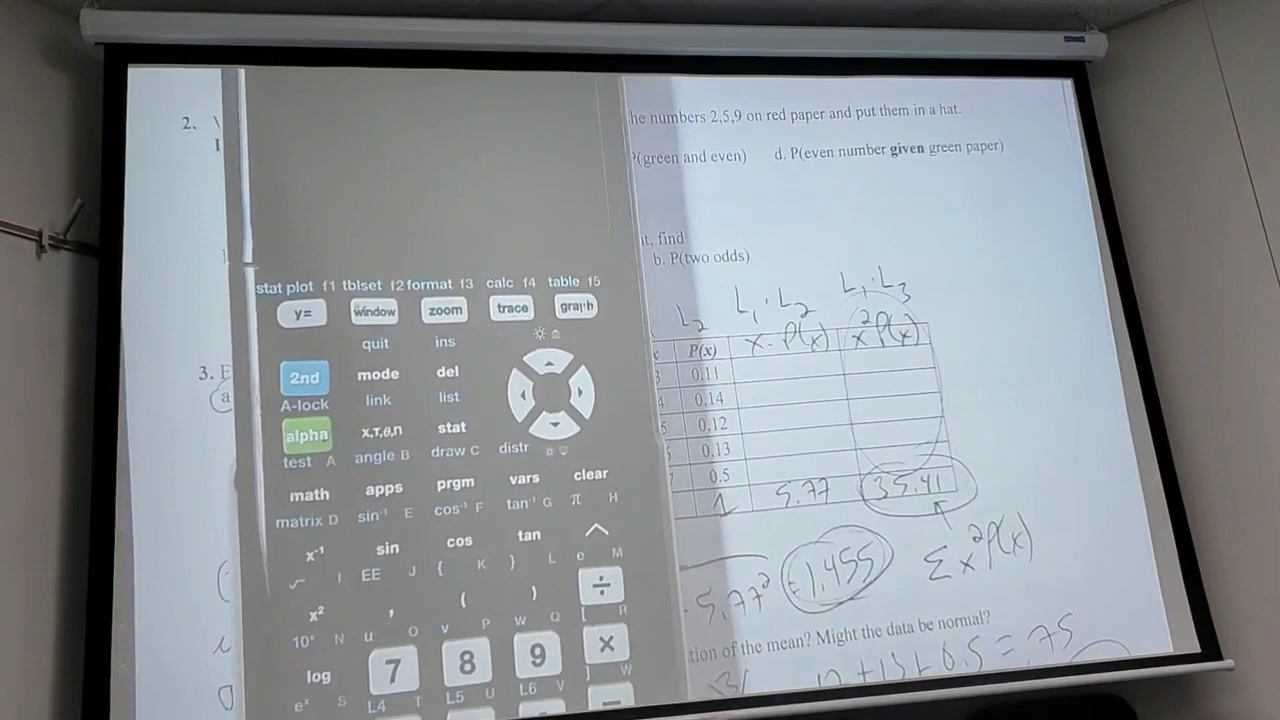 2.
he numbers 2,5,9 on red paper and put them in a hat.
(green and even) d. P(even number given green paper)
t, find
b. P(two odds)
stat plot f1 tblset f2 format f3 calc f4 table f5
y= window zoom trace graph
quit ins
2nd mode del
A-lock link list
alpha x,T,θ,n stat
test A angle B draw C distr
math apps prgm vars clear
matrix D sin⁻¹ E cos⁻¹ F tan⁻¹ G π H
x⁻¹ sin cos tan ^
√ I EE J { K } L e M
x² , ( ) ÷
10ˣ N u O v P w Q [ R
log 7 8 9 ×
eˣ S L4 T L5 U L6 V ] W
L₂ L₁·L₂ L₁·L₃
P(x) x·P(x) x²P(x)
3 0.11
4 0.14
5 0.12
0.13
0.5
1 5.77 35.41
Σx²P(x)
5.77² =1.455
3. E
a
tion of the mean? Might the data be normal?
+ 0.5 = .75